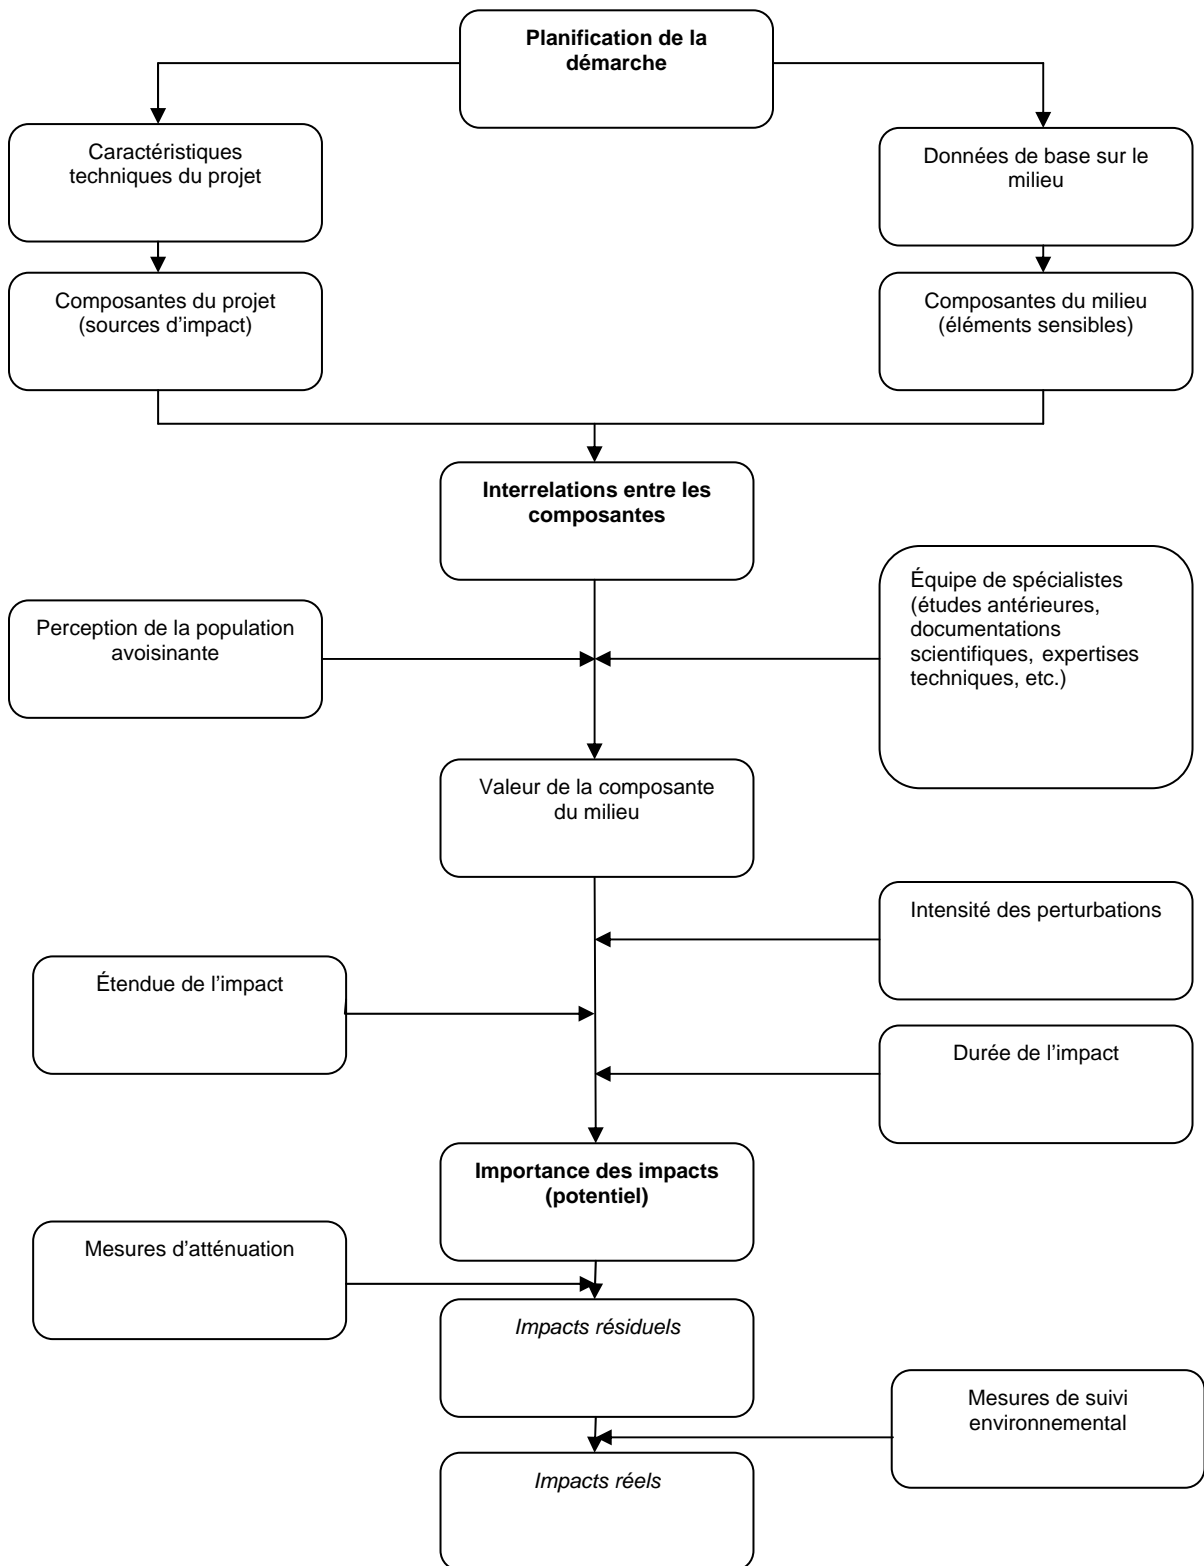 Planification de la
démarche
Caractéristiques
techniques du projet
Données de base sur le
milieu
Composantes du projet
(sources d’impact)
Composantes du milieu
(éléments sensibles)
Interrelations entre les
composantes
Perception de la population
avoisinante
Équipe de spécialistes
(études antérieures,
documentations
scientifiques, expertises
techniques, etc.)
Valeur de la composante
du milieu
Intensité des perturbations
Étendue de l’impact
Durée de l’impact
Importance des impacts
(potentiel)
Mesures d’atténuation
Impacts résiduels
Mesures de suivi
environnemental
Impacts réels